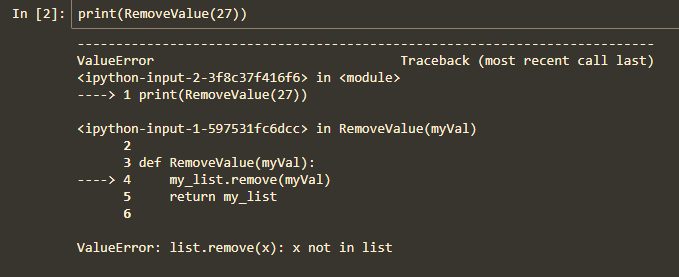 In [2]: print(RemoveValue(27))
---------------------------------------------------------------------------
ValueError                                Traceback (most recent call last)
<ipython-input-2-3f8c37f416f6> in <module>
----> 1 print(RemoveValue(27))
<ipython-input-1-597531fc6dcc> in RemoveValue(myVal)
      2
      3 def RemoveValue(myVal):
----> 4     my_list.remove(myVal)
      5     return my_list
      6
ValueError: list.remove(x): x not in list